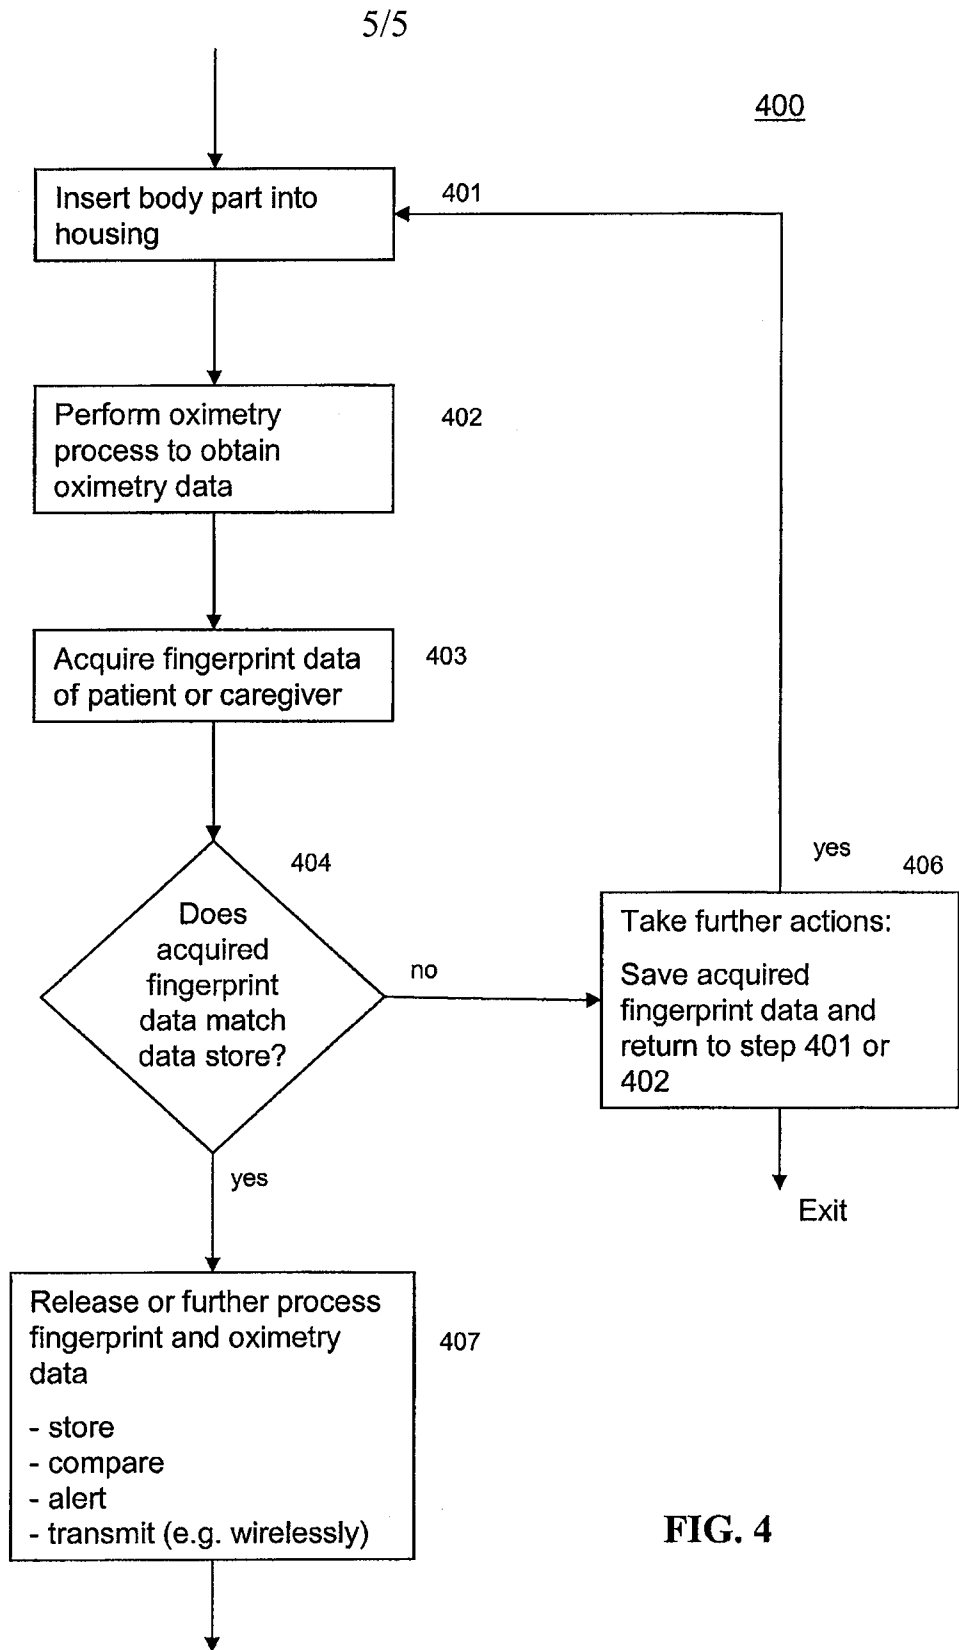 5/5
400
Insert body part into
housing
401
Perform oximetry
process to obtain
oximetry data
402
Acquire fingerprint data
of patient or caregiver
403
404
Does
acquired
fingerprint
data match
data store?
no
yes
406
Take further actions:
Save acquired
fingerprint data and
return to step 401 or
402
yes
Exit
Release or further process
fingerprint and oximetry
data
- store
- compare
- alert
- transmit (e.g. wirelessly)
407
FIG. 4